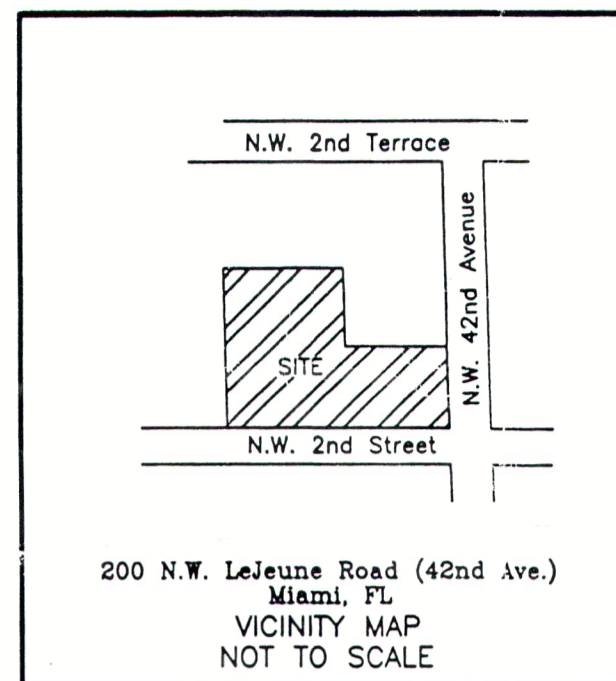 N.W. 2nd Terrace
N.W. 42nd Avenue
SITE
N.W. 2nd Street
200 N.W. LeJeune Road (42nd Ave.)
Miami, FL
VICINITY MAP
NOT TO SCALE